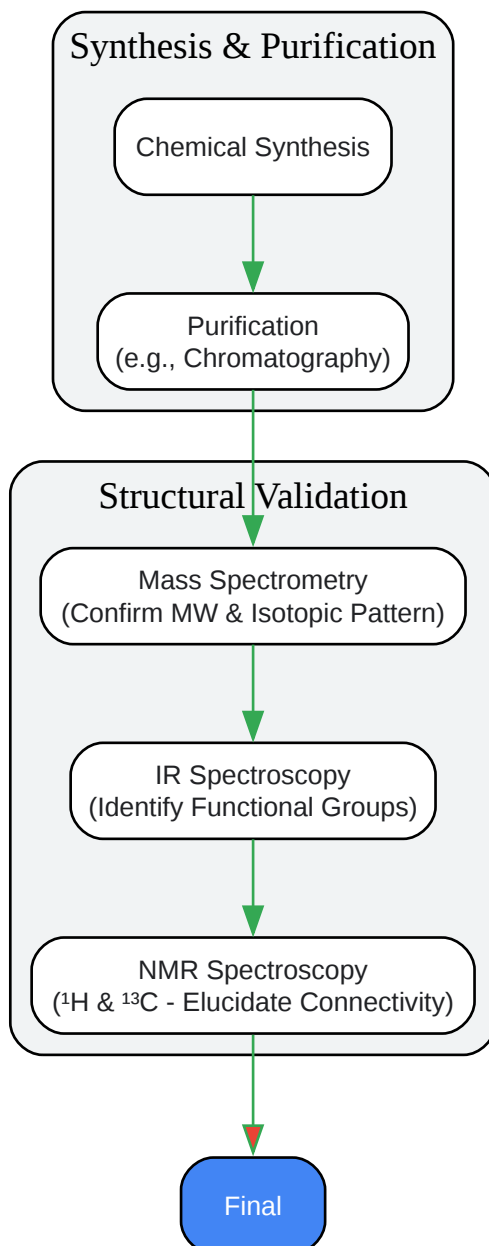 Synthesis & Purification
Chemical Synthesis
Purification
(e.g., Chromatography)
Structural Validation
Mass Spectrometry
(Confirm MW & Isotopic Pattern)
IR Spectroscopy
(Identify Functional Groups)
NMR Spectroscopy
(¹H & ¹³C - Elucidate Connectivity)
Final